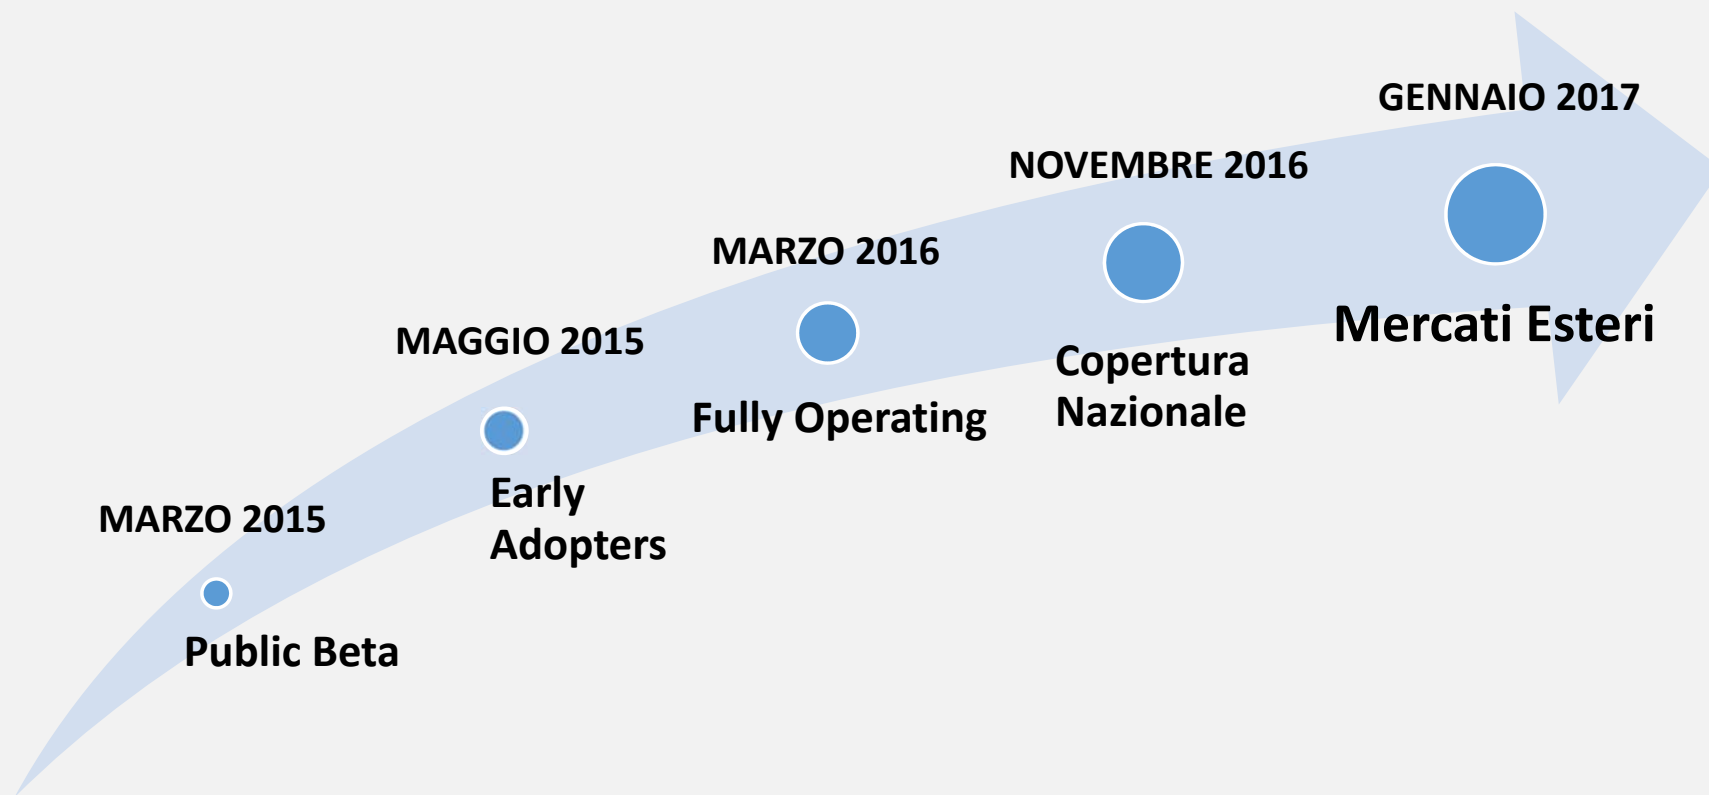 MARZO 2015
Public Beta
MAGGIO 2015
Early
Adopters
MARZO 2016
Fully Operating
NOVEMBRE 2016
Copertura
Nazionale
GENNAIO 2017
Mercati Esteri